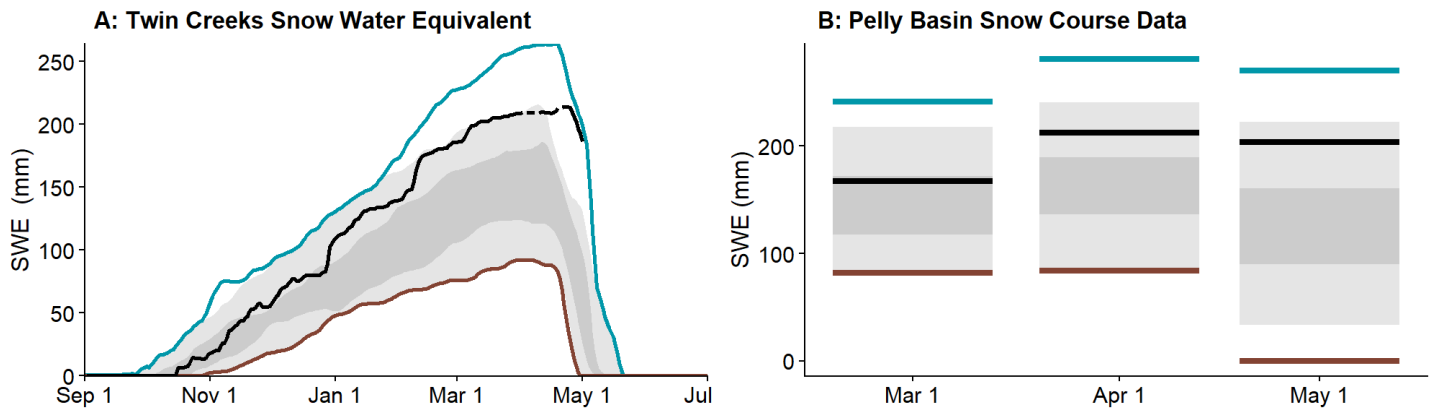 A: Twin Creeks Snow Water Equivalent
SWE (mm)
250
200
150
100
50
0
Sep 1 Nov 1 Jan 1 Mar 1 May 1 Jul
B: Pelly Basin Snow Course Data
SWE (mm)
200
100
0
Mar 1 Apr 1 May 1